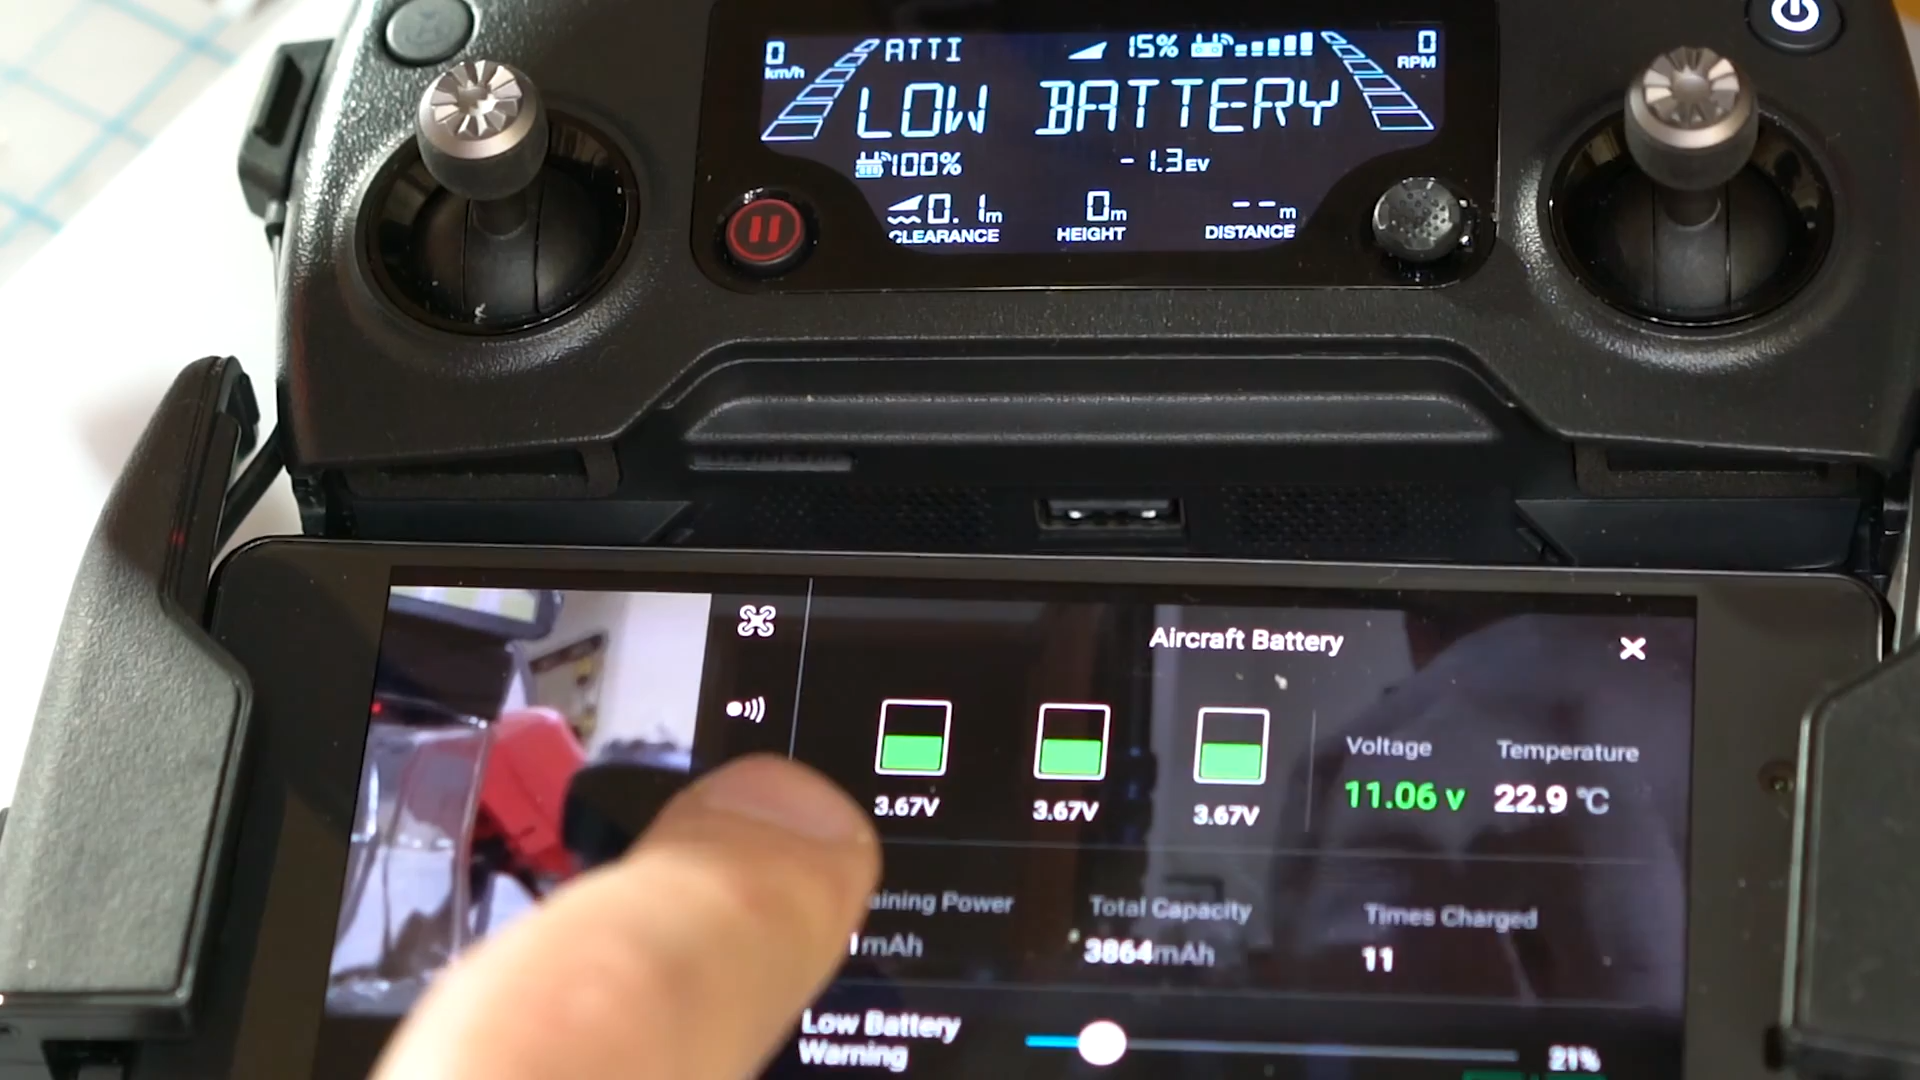 0 km/h
ATTI
15%
0 RPM
LOW BATTERY
100%
- 1.3 EV
0.1m
0m
--m
CLEARANCE
HEIGHT
DISTANCE
Aircraft Battery
3.67V
3.67V
3.67V
Voltage
11.06 V
Temperature
22.9 °C
Power
Total Capacity
Times Charged
mAh
3864mAh
11
Low Battery
Warning
21%